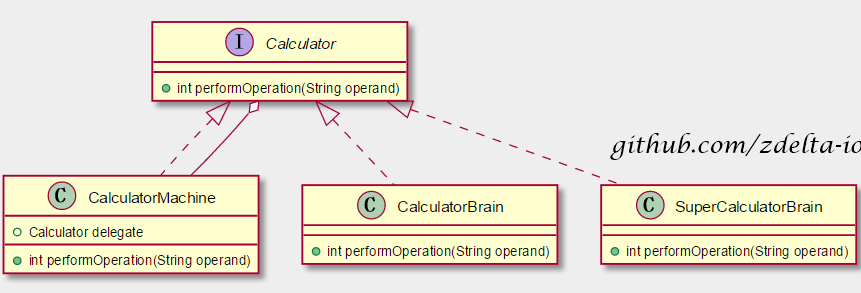 I Calculator
int performOperation(String operand)
github.com/zdelta-io
C CalculatorMachine
Calculator delegate
int performOperation(String operand)
C CalculatorBrain
int performOperation(String operand)
C SuperCalculatorBrain
int performOperation(String operand)